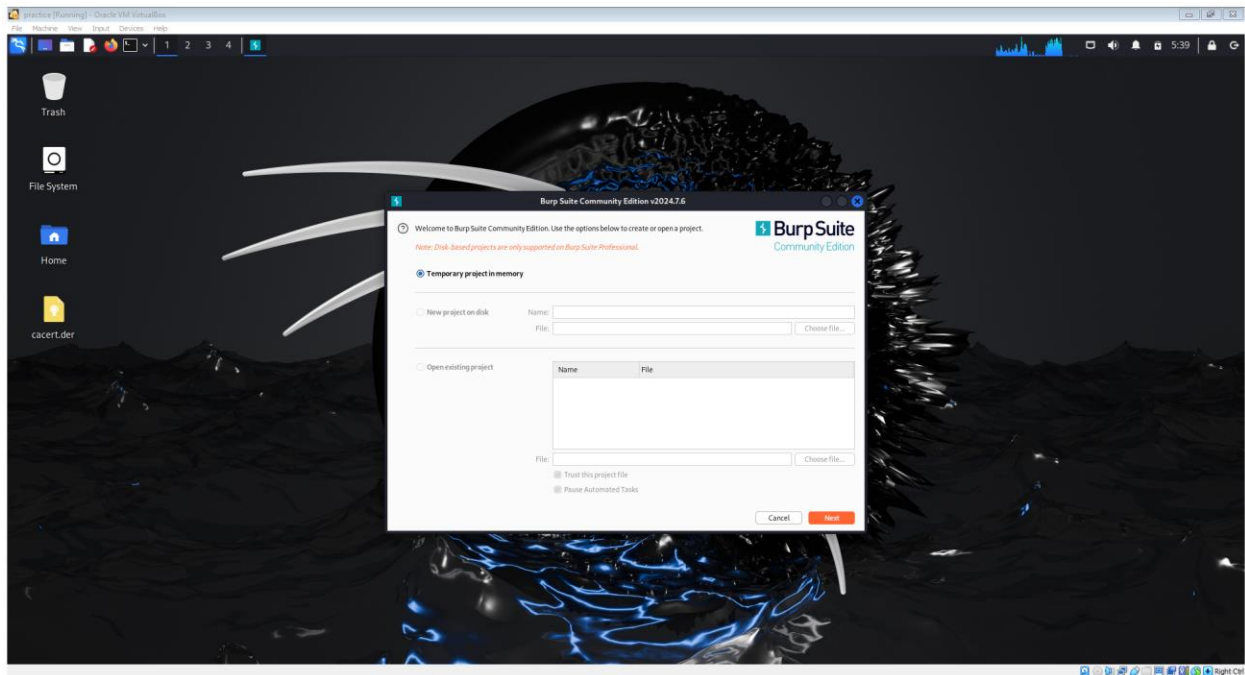 practice [Running] - Oracle VM VirtualBox
File Machine View Input Devices Help
1 2 3 4 5:39
Trash
File System
Home
cacert.der
Burp Suite Community Edition v2024.7.6
Welcome to Burp Suite Community Edition. Use the options below to create or open a project.
Note: Disk-based projects are only supported on Burp Suite Professional.
Burp Suite
Community Edition
Temporary project in memory
New project on disk Name:
File: Choose file...
Open existing project Name File
File: Choose file...
Trust this project file
Pause Automated Tasks
Cancel Next
Right Ctrl